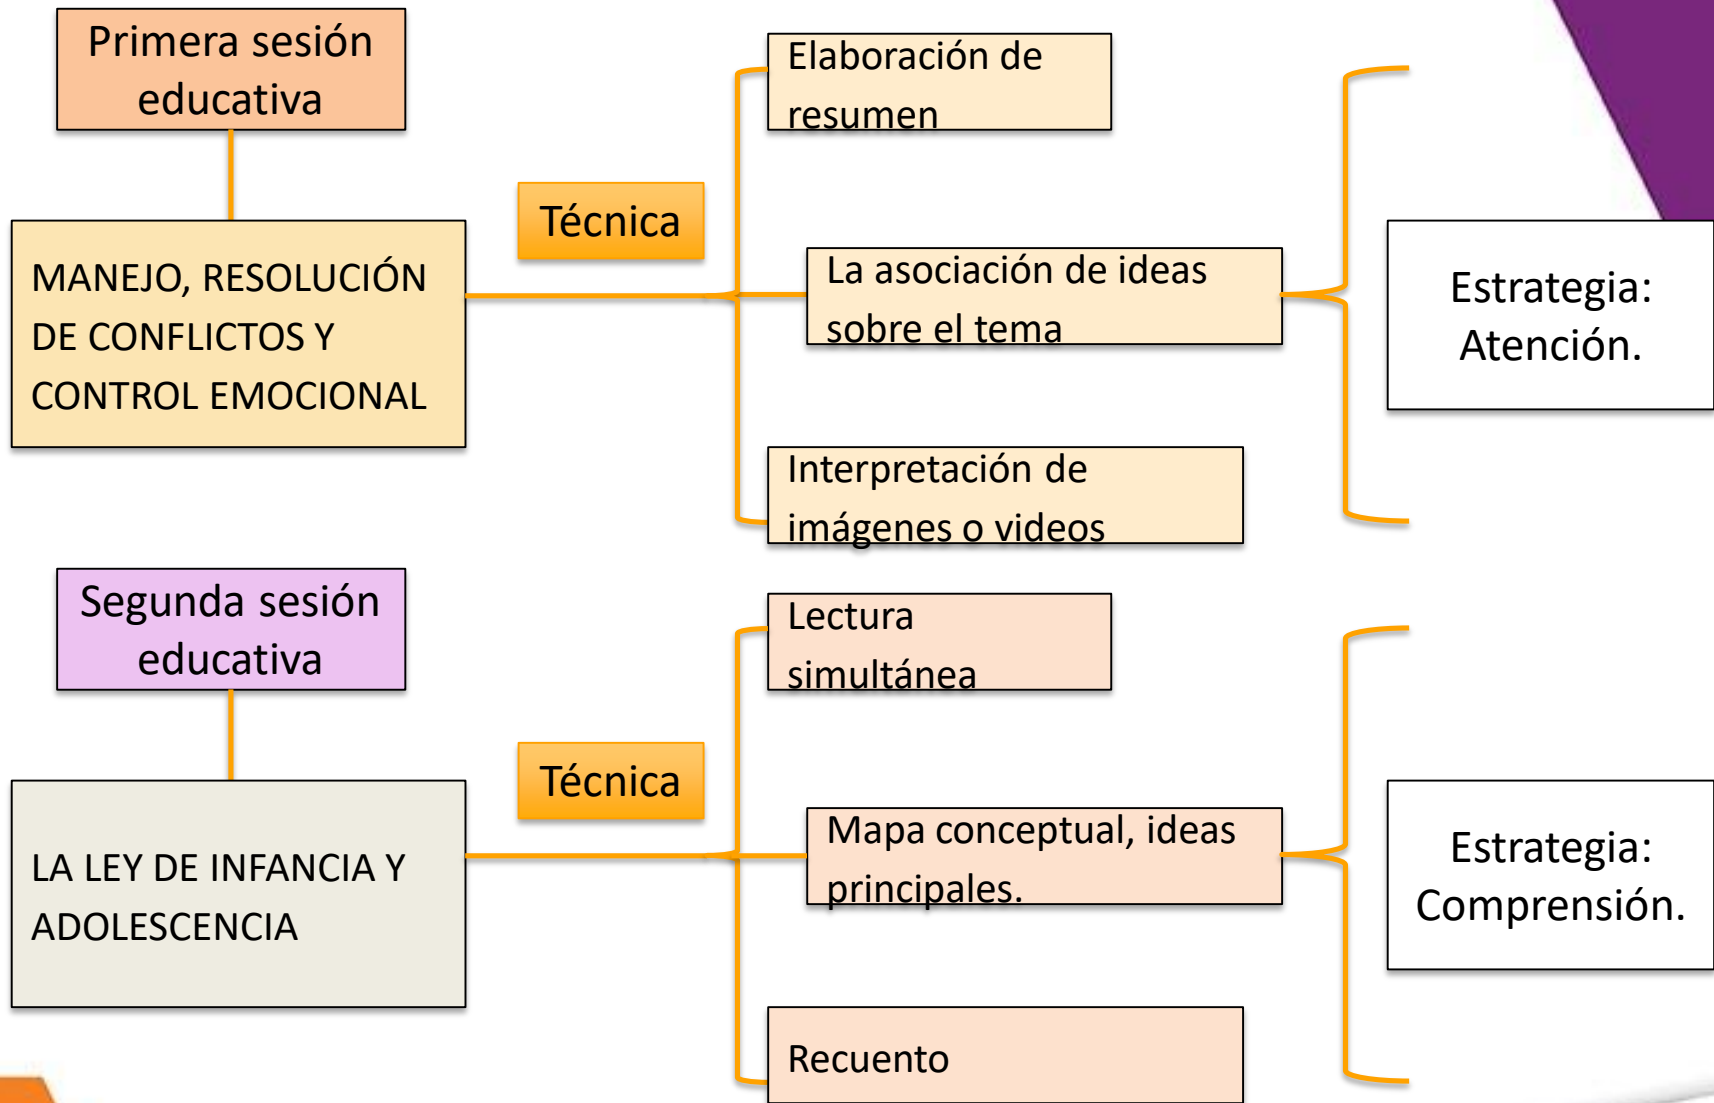 Primera sesión
educativa
MANEJO, RESOLUCIÓN
DE CONFLICTOS Y
CONTROL EMOCIONAL
Técnica
Elaboración de
resumen
La asociación de ideas
sobre el tema
Interpretación de
imágenes o videos
Estrategia:
Atención.
Segunda sesión
educativa
LA LEY DE INFANCIA Y
ADOLESCENCIA
Técnica
Lectura
simultánea
Mapa conceptual, ideas
principales.
Recuento
Estrategia:
Comprensión.